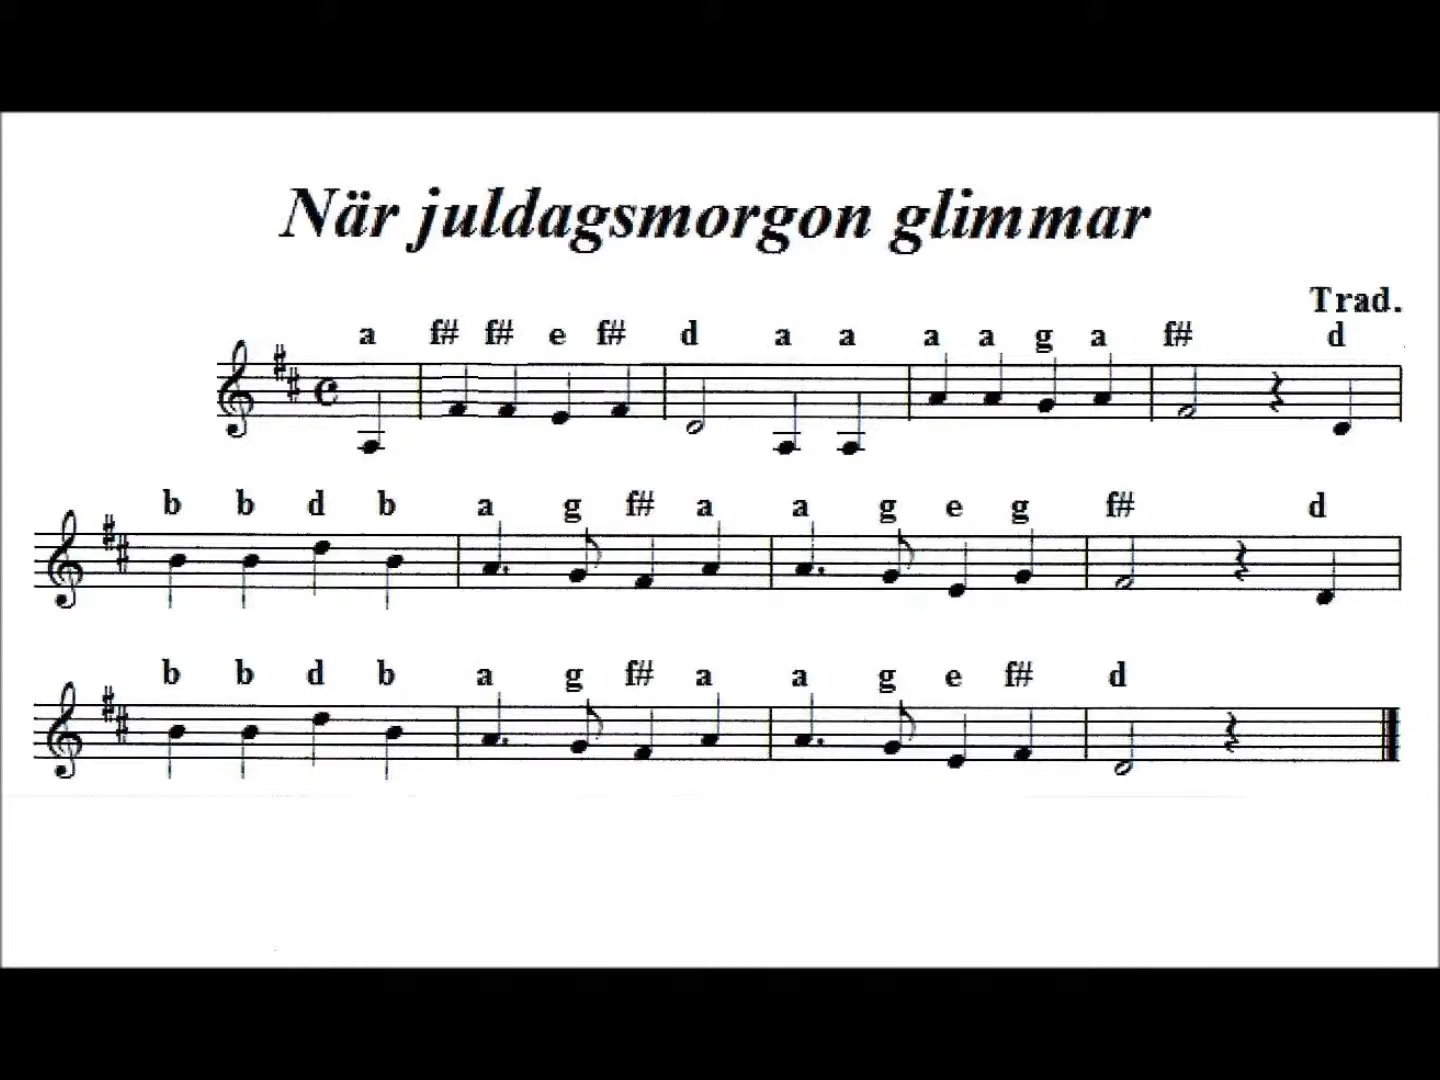 När juldagsmorgon glimmar
Trad.
a f# f# e f# d a a a a g a f# d
b b d b a g f# a a g e g f# d
b b d b a g f# a a g e f# d